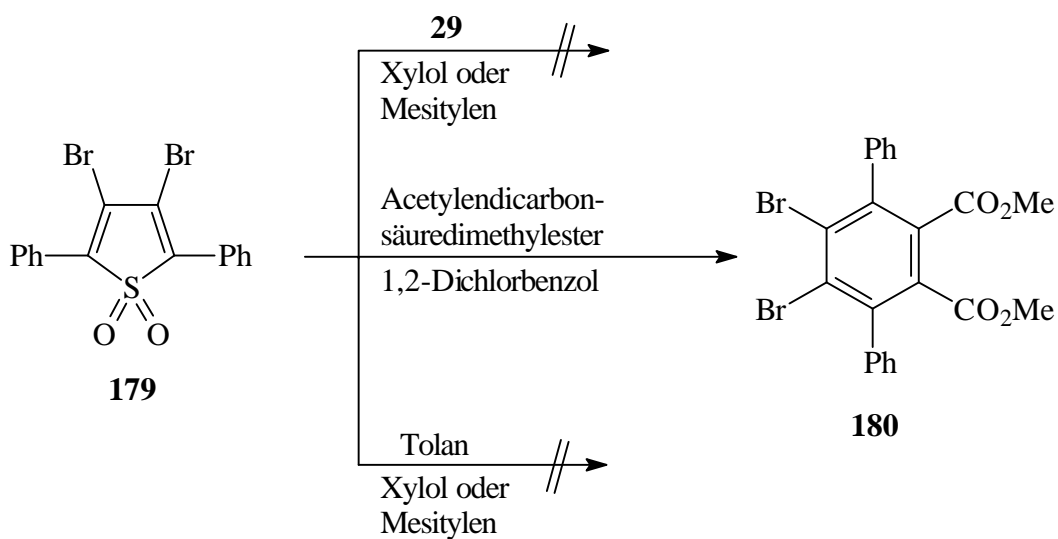 29
Xylol oder
Mesitylen
Br Br
Ph Ph
S
O O
179
Acetylendicarbon-
säuredimethylester
1,2-Dichlorbenzol
Ph
Br CO2Me
Br CO2Me
Ph
180
Tolan
Xylol oder
Mesitylen